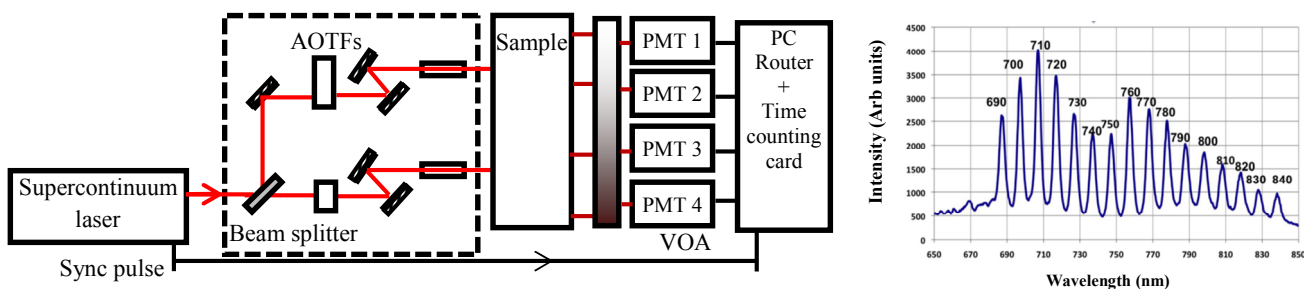 AOTFs
Supercontinuum
laser
Beam splitter
Sync pulse
Sample
PMT 1
PMT 2
PMT 3
PMT 4
VOA
PC
Router
+
Time
counting
card
Intensity (Arb units)
5000
4500
4000
3500
3000
2500
2000
1500
1000
500
0
690
700
710
720
730
740
750
760
770
780
790
800
810
820
830
840
650 670 690 710 730 750 770 790 810 830 850
Wavelength (nm)